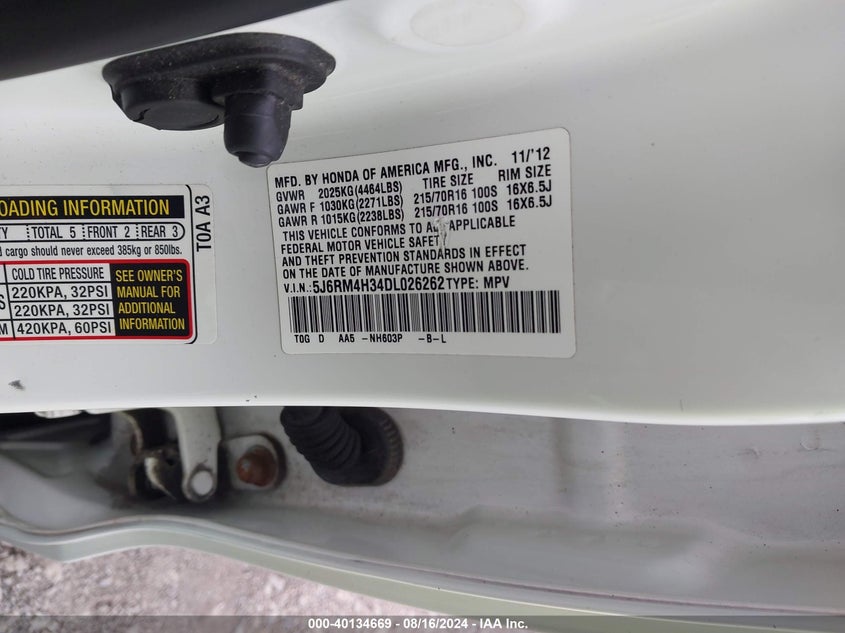 MFD. BY HONDA OF AMERICA MFG., INC. 11/'12
GVWR 2025KG(4464LBS) TIRE SIZE RIM SIZE
GAWR F 1030KG(2271LBS) 215/70R16 100S 16X6.5J
GAWR R 1015KG(2238LBS) 215/70R16 100S 16X6.5J
THIS VEHICLE CONFORMS TO ALL APPLICABLE
FEDERAL MOTOR VEHICLE SAFETY
AND THEFT PREVENTION STANDARDS IN EFFECT
ON THE DATE OF MANUFACTURE SHOWN ABOVE.
V.I.N.: 5J6RM4H34DL026262 TYPE: MPV
T0G D AA5 -NH603P -B-L
OADING INFORMATION
TY TOTAL 5 FRONT 2 REAR 3
d cargo should never exceed 385kg or 850lbs.
COLD TIRE PRESSURE
S 220KPA, 32PSI
220KPA, 32PSI
M 420KPA, 60PSI
SEE OWNER'S
MANUAL FOR
ADDITIONAL
INFORMATION
T0A A3
000-40134669 - 08/16/2024 - IAA Inc.